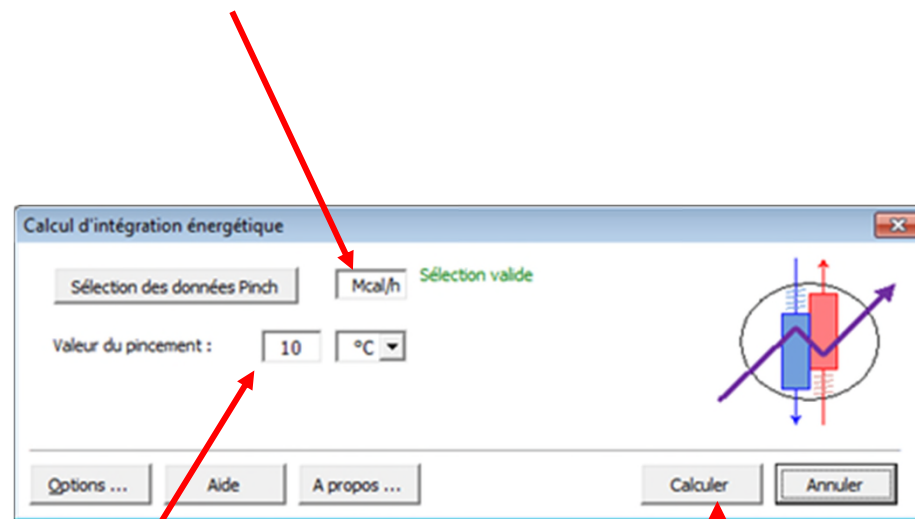 Calcul d'intégration énergétique
Sélection des données Pinch Mcal/h Sélection valide
Valeur du pincement : 10 °C
Options ... Aide A propos ... Calculer Annuler